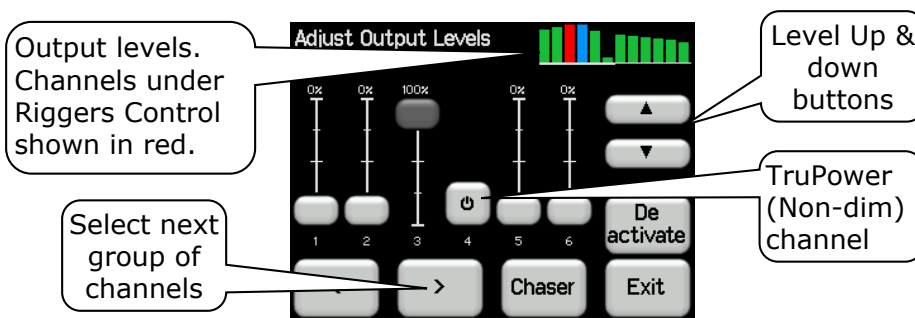 Output levels.
Channels under
Riggers Control
shown in red.
Adjust Output Levels
Level Up &
down
buttons
0% 0% 100% 0% 0%
TruPower
(Non-dim)
channel
De
activate
1 2 3 4 5 6
Select next
group of
channels
> Chaser Exit